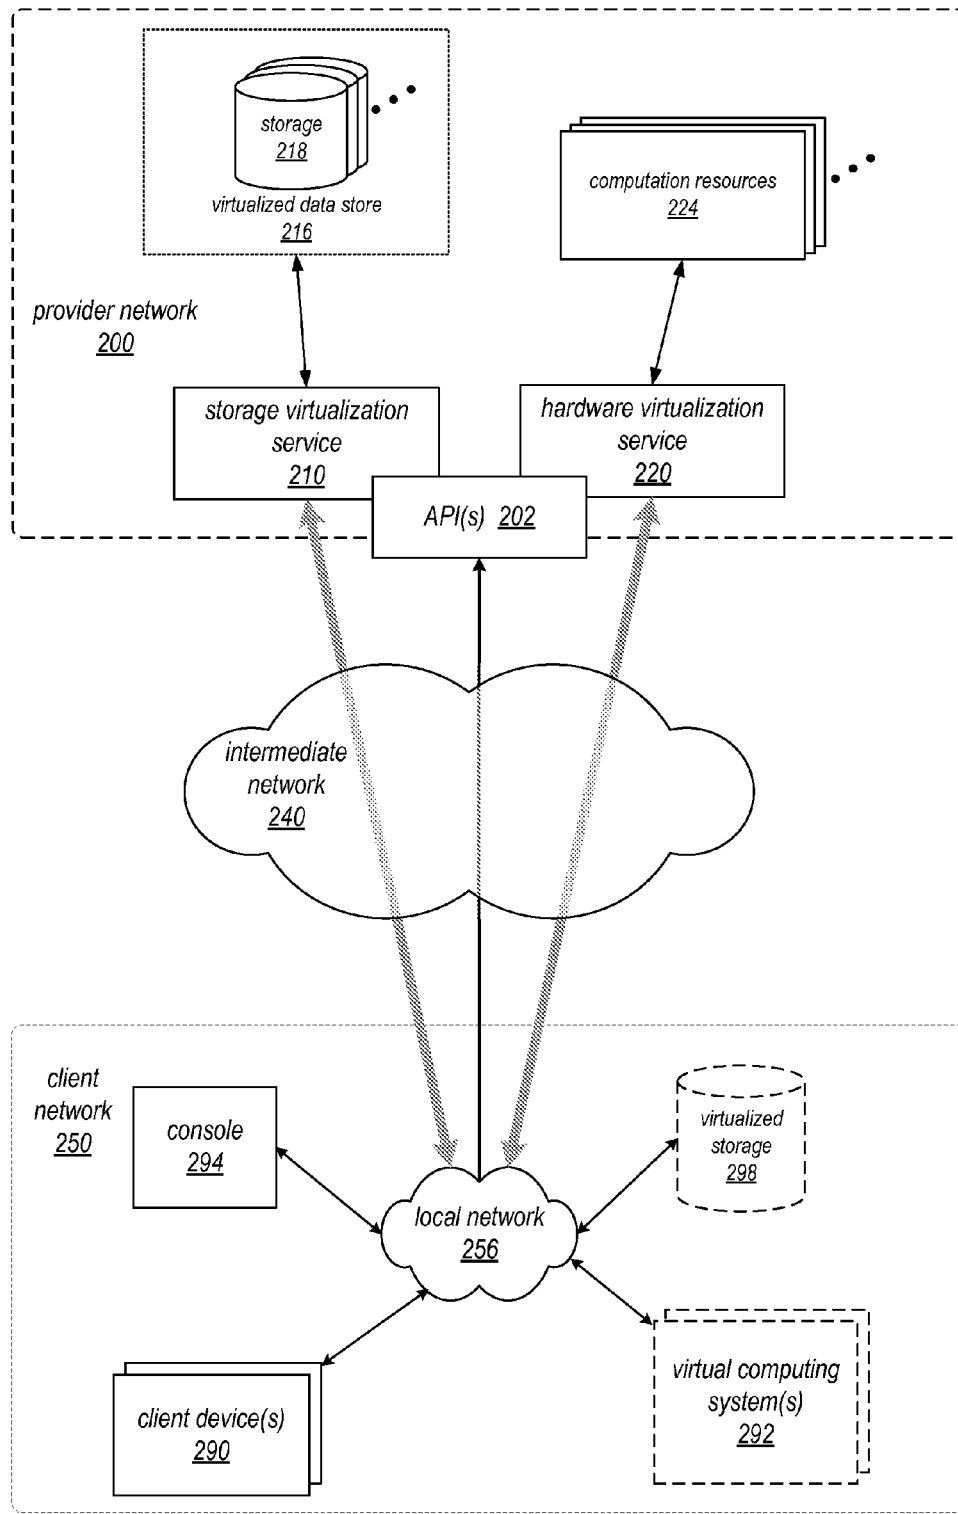 storage
218
virtualized data store
216
computation resources
224
provider network
200
storage virtualization
service
210
hardware virtualization
service
220
API(s) 202
intermediate
network
240
client
network
250
console
294
virtualized
storage
298
local network
256
client device(s)
290
virtual computing
system(s)
292